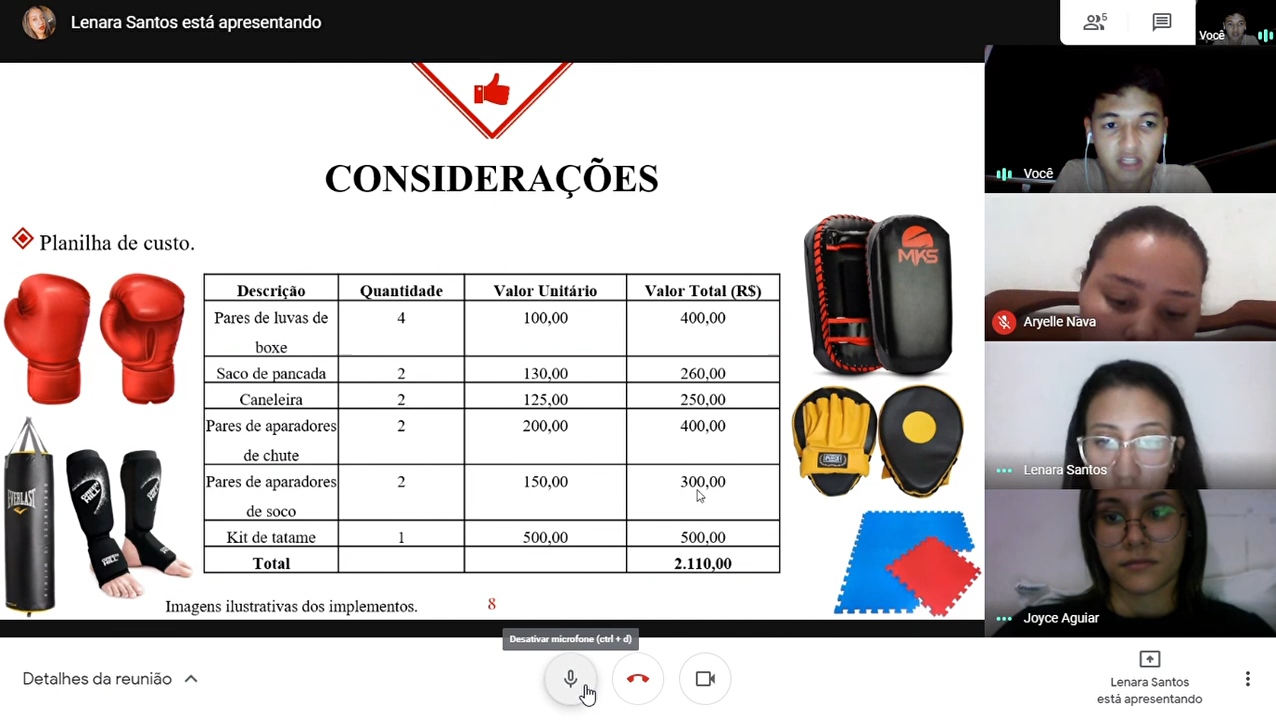 Lenara Santos está apresentando
5
Você
CONSIDERAÇÕES
Planilha de custo.
Descrição Quantidade Valor Unitário Valor Total (R$)
Pares de luvas de 4 100,00 400,00
boxe
Saco de pancada 2 130,00 260,00
Caneleira 2 125,00 250,00
Pares de aparadores 2 200,00 400,00
de chute
Pares de aparadores 2 150,00 300,00
de soco
Kit de tatame 1 500,00 500,00
Total 2.110,00
Imagens ilustrativas dos implementos.
8
MKS
EVERLAST
Você
Aryelle Nava
Lenara Santos
Joyce Aguiar
Desativar microfone (ctrl + d)
Detalhes da reunião
Lenara Santos
está apresentando